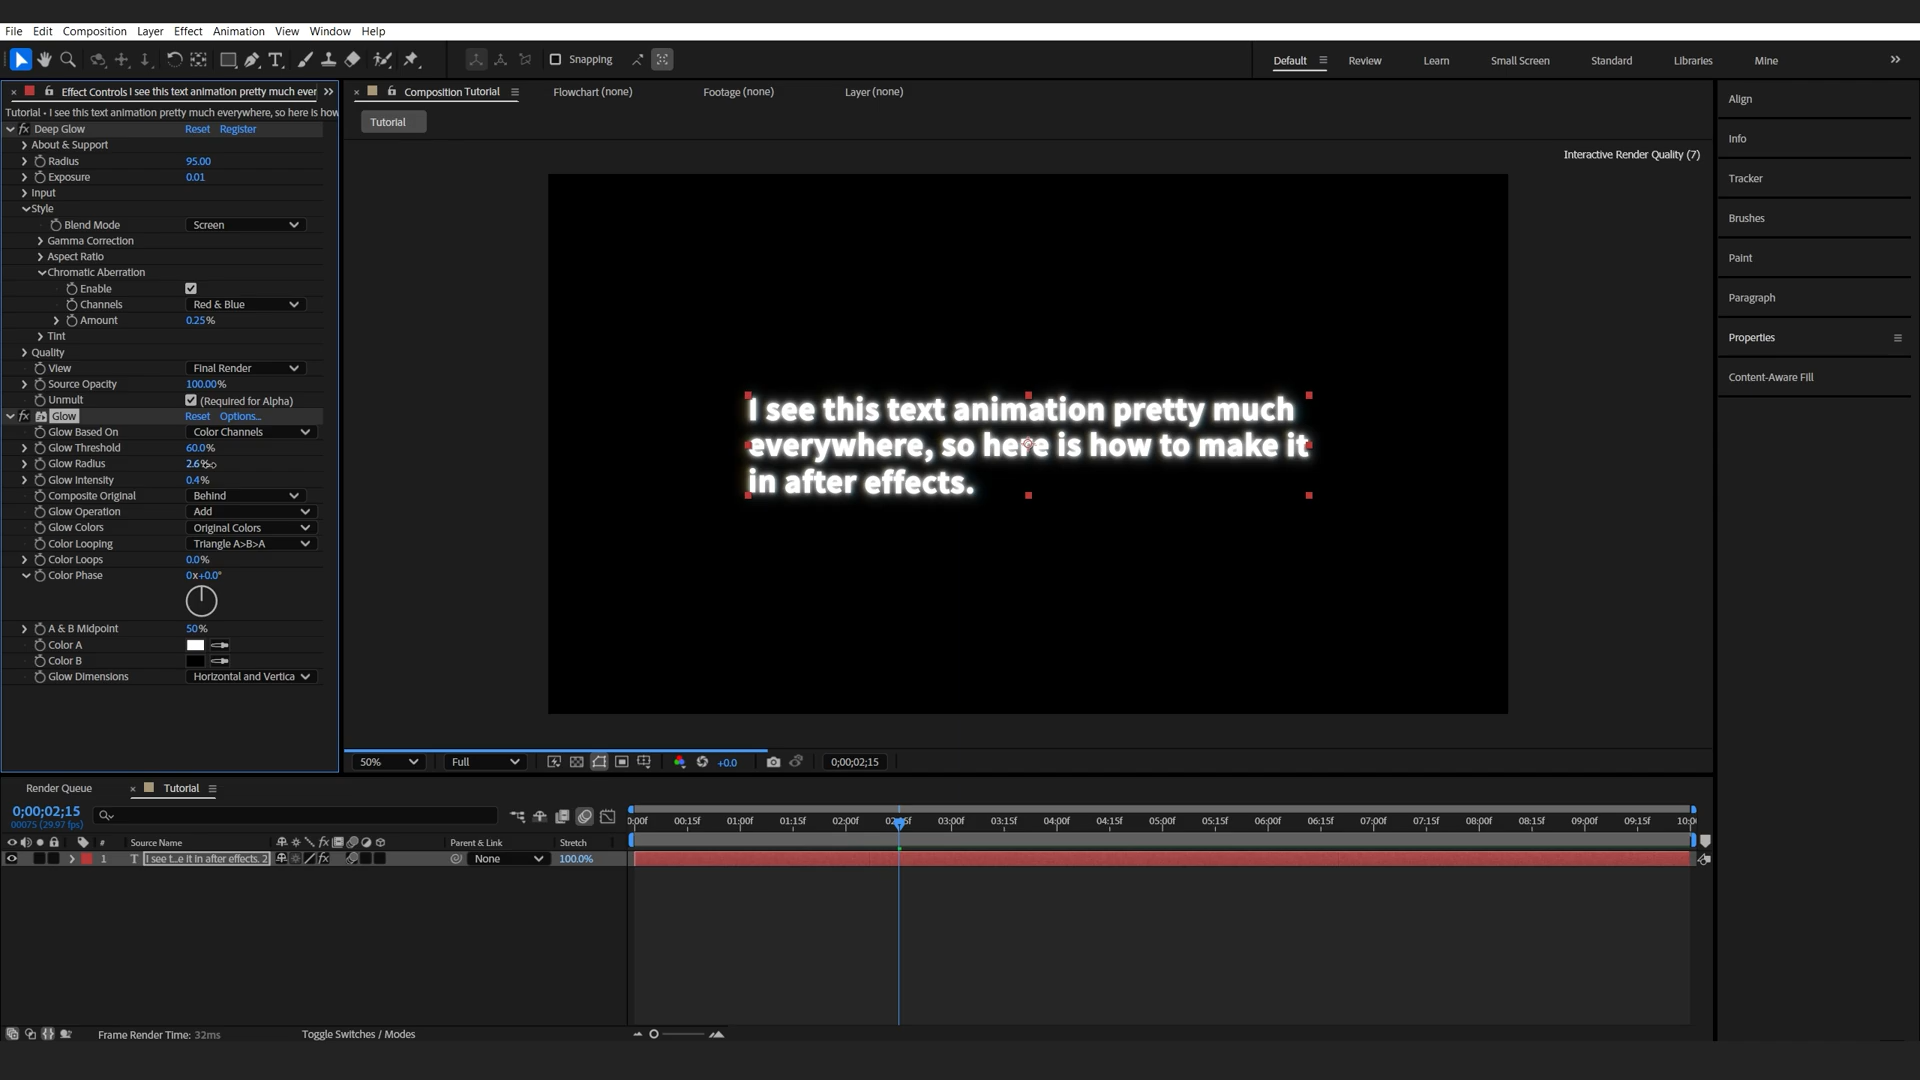 File Edit Composition Layer Effect Animation View Window Help
Snapping
Default Review Learn Small Screen Standard Libraries Mine
Effect Controls I see this text animation pretty much ever
Composition Tutorial Flowchart (none) Footage (none) Layer (none)
Tutorial • I see this text animation pretty much everywhere, so here is how
Tutorial
Interactive Render Quality (7)
Deep Glow Reset Register
About & Support
Radius 95.00
Exposure 0.01
Input
Style
Blend Mode Screen
Gamma Correction
Aspect Ratio
Chromatic Aberration
Enable
Channels Red & Blue
Amount 0.25%
Tint
Quality
View Final Render
Source Opacity 100.00%
Unmult (Required for Alpha)
Glow Reset Options...
Glow Based On Color Channels
Glow Threshold 60.0%
Glow Radius 2.6
Glow Intensity 0.4%
Composite Original Behind
Glow Operation Add
Glow Colors Original Colors
Color Looping Triangle A>B>A
Color Loops 0.0%
Color Phase 0x+0.0°
A & B Midpoint 50%
Color A
Color B
Glow Dimensions Horizontal and Vertica
I see this text animation pretty much
everywhere, so here is how to make it
in after effects.
Align
Info
Tracker
Brushes
Paint
Paragraph
Properties
Content-Aware Fill
50% Full +0.0 0;00;02;15
Render Queue Tutorial
0;00;02;15
00075 (29.97 fps)
:00f 00:15f 01:00f 01:15f 02:00f 03:00f 03:15f 04:00f 04:15f 05:00f 05:15f 06:00f 06:15f 07:00f 07:15f 08:00f 08:15f 09:00f 09:15f 10:0
# Source Name fx Parent & Link Stretch
1 T I see t...e it in after effects. 2 fx None 100.0%
Frame Render Time: 32ms Toggle Switches / Modes